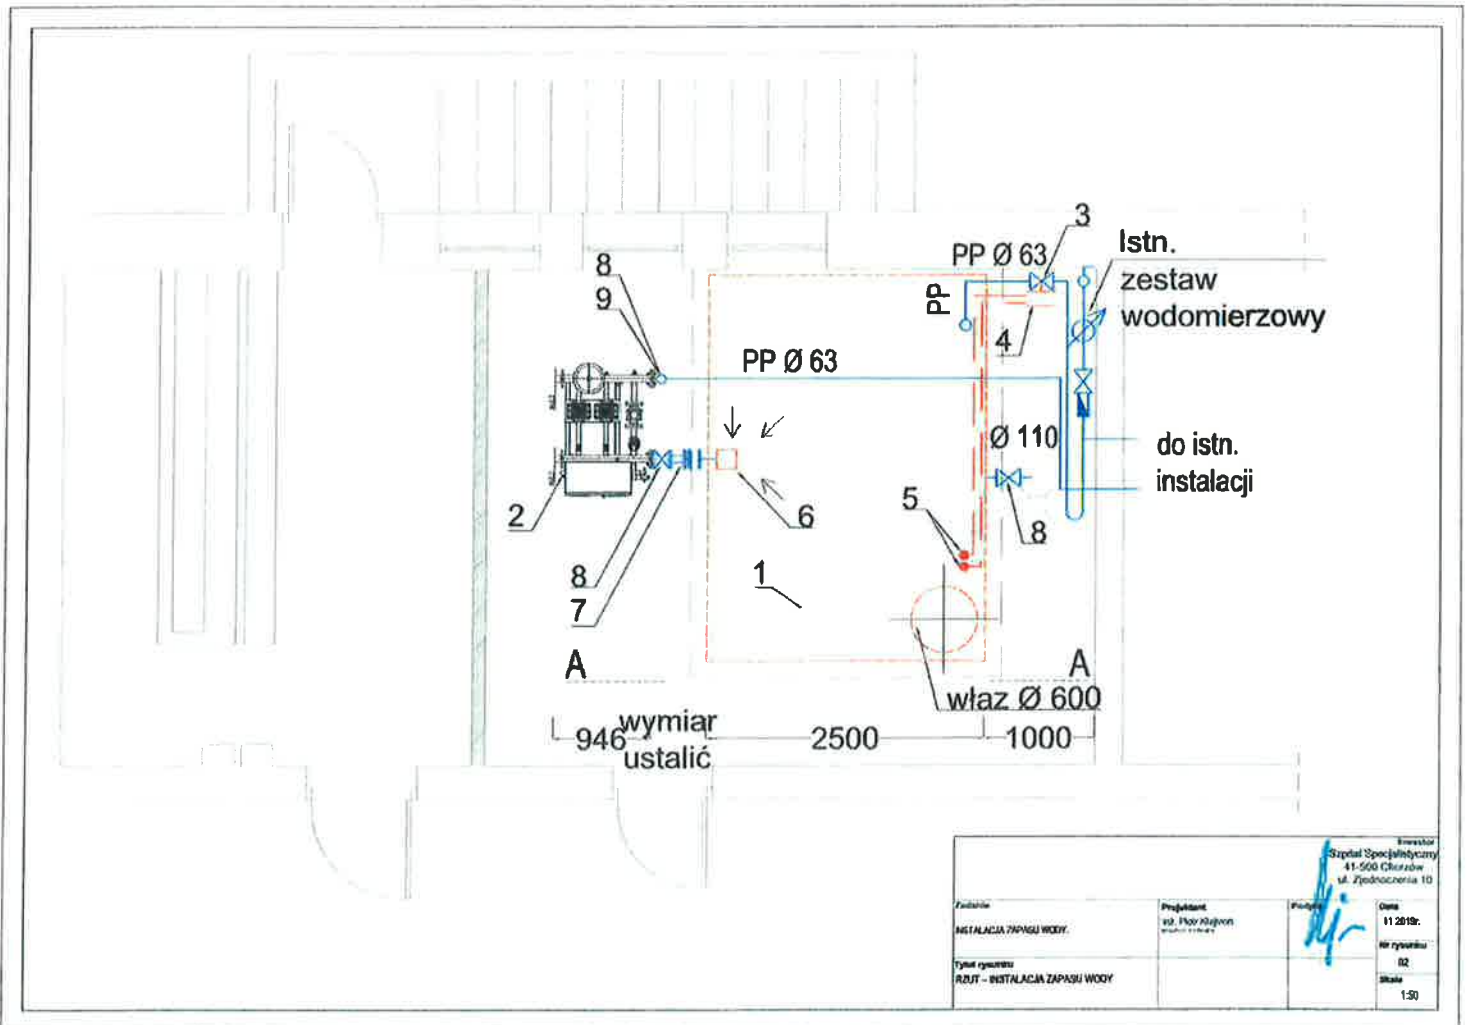 3
PP Ø 63
Istn.
zestaw
wodomierzowy
8
9
PP
4
PP Ø 63
Ø 110
do istn.
instalacji
2
6
5
8
8
7
1
A
A
właz Ø 600
946
wymiar
ustalić
2500
1000
Inwestor
Szpital Specjalistyczny
41-500 Chorzów
ul. Zjednoczenia 10
Zadanie
INSTALACJA ZAPASU WODY.
Projektant
Podpis
Data
11 2019r.
Nr rysunku
02
Tytuł rysunku
RZUT – INSTALACJA ZAPASU WODY
Skala
1:50